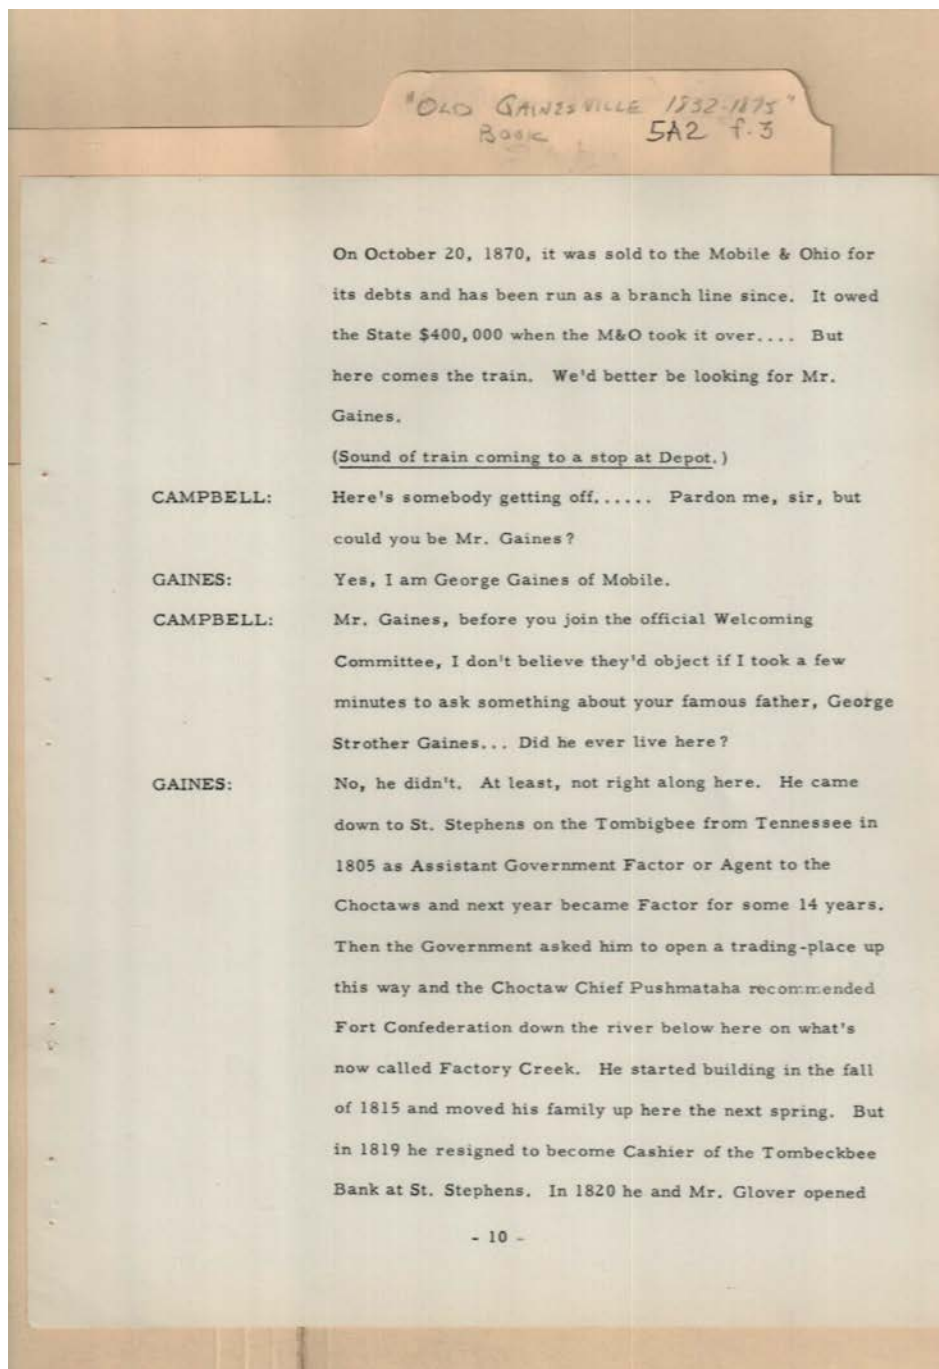 "OLD GAINESVILLE 1832-1875"
BOOK 5A2 f.3
On October 20, 1870, it was sold to the Mobile & Ohio for
its debts and has been run as a branch line since. It owed
the State $400,000 when the M&O took it over.... But
here comes the train. We'd better be looking for Mr.
Gaines.
(Sound of train coming to a stop at Depot.)
CAMPBELL: Here's somebody getting off...... Pardon me, sir, but
could you be Mr. Gaines?
GAINES: Yes, I am George Gaines of Mobile.
CAMPBELL: Mr. Gaines, before you join the official Welcoming
Committee, I don't believe they'd object if I took a few
minutes to ask something about your famous father, George
Strother Gaines... Did he ever live here?
GAINES: No, he didn't. At least, not right along here. He came
down to St. Stephens on the Tombigbee from Tennessee in
1805 as Assistant Government Factor or Agent to the
Choctaws and next year became Factor for some 14 years.
Then the Government asked him to open a trading-place up
this way and the Choctaw Chief Pushmataha recommended
Fort Confederation down the river below here on what's
now called Factory Creek. He started building in the fall
of 1815 and moved his family up here the next spring. But
in 1819 he resigned to become Cashier of the Tombeckbee
Bank at St. Stephens. In 1820 he and Mr. Glover opened
- 10 -